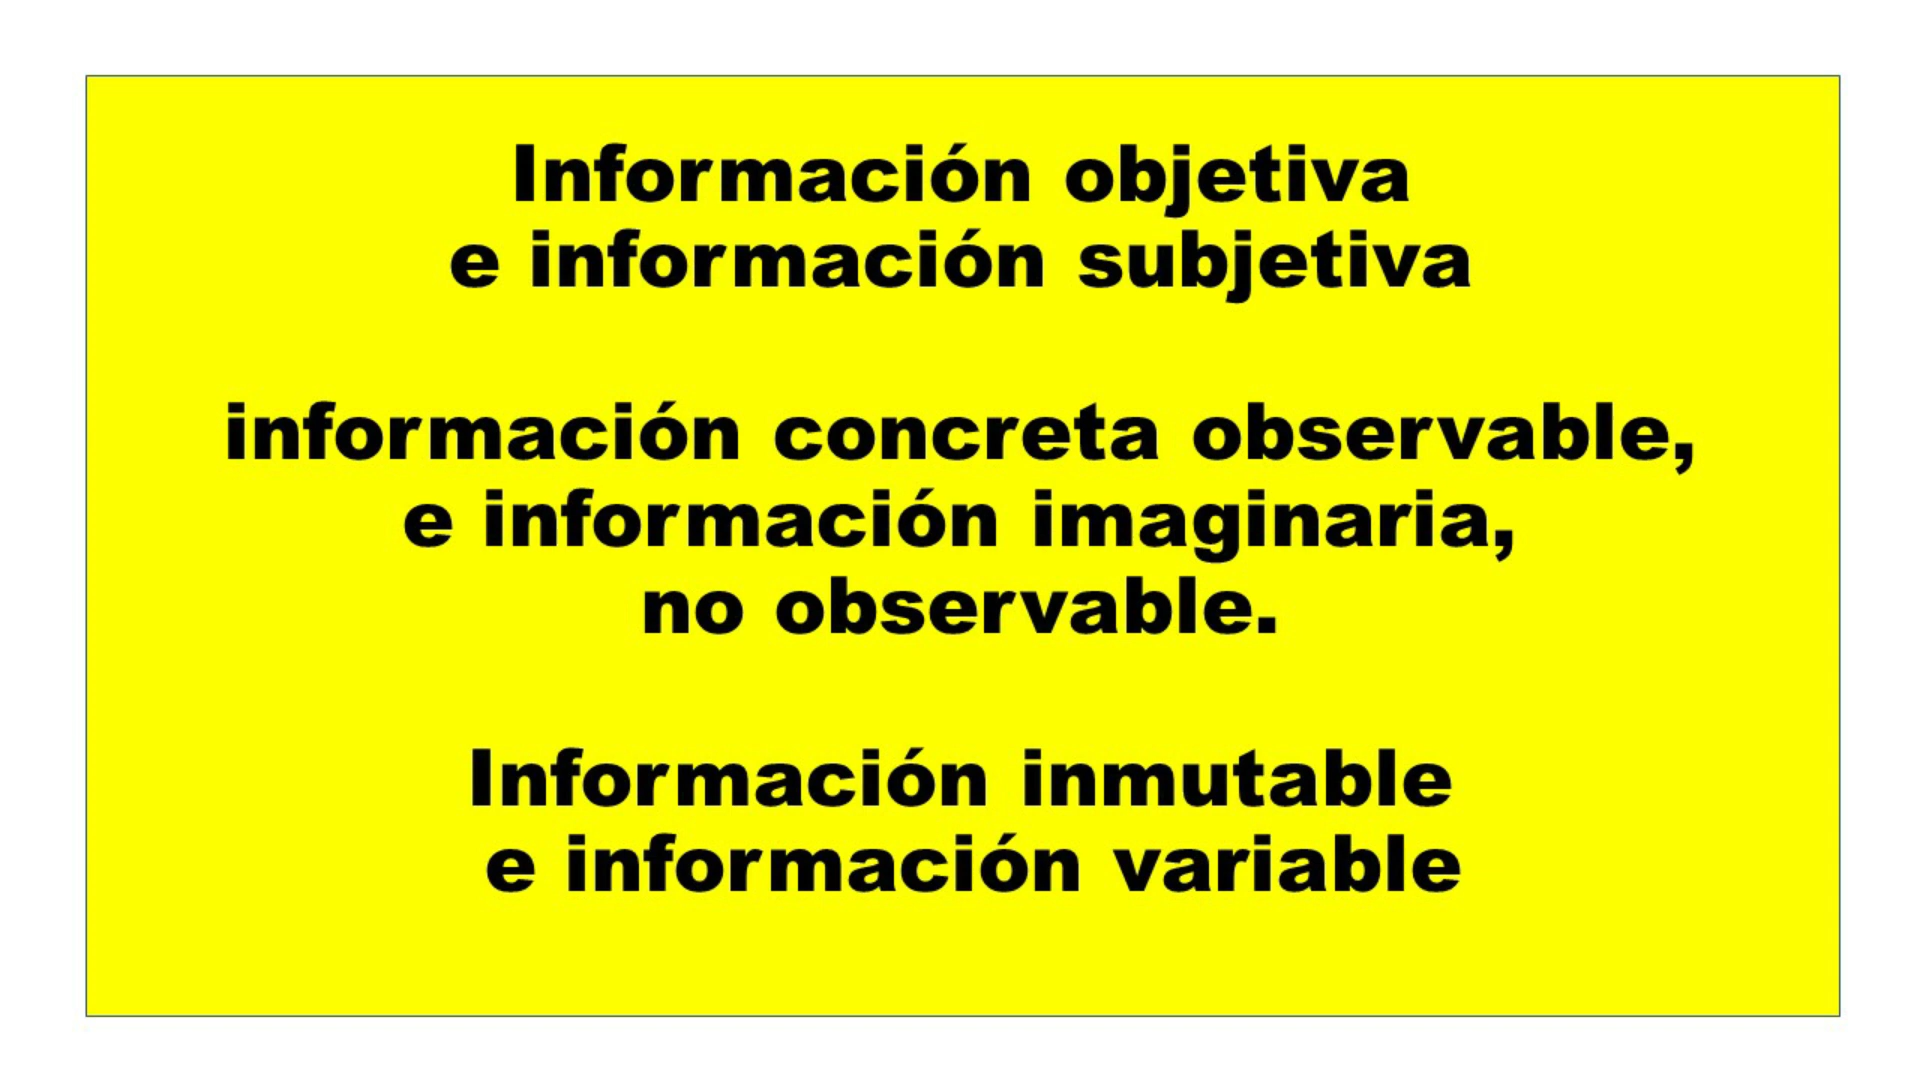 Información objetiva
e información subjetiva
información concreta observable,
e información imaginaria,
no observable.
Información inmutable
e información variable